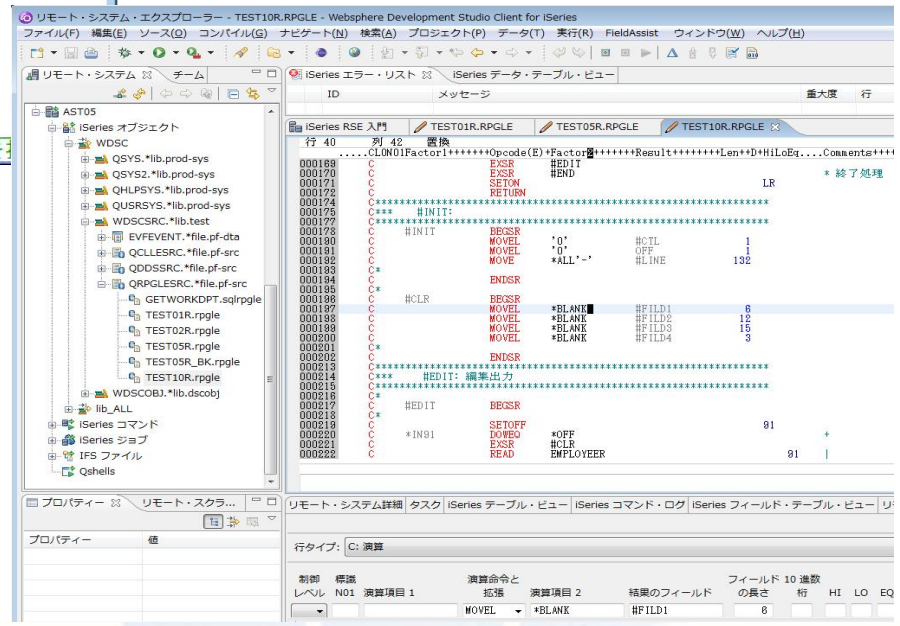 リモート・システム・エクスプローラー - TEST10R.RPGLE - Websphere Development Studio Client for iSeries
ファイル(F) 編集(E) ソース(O) コンパイル(G) ナビゲート(N) 検索(A) プロジェクト(P) データ(T) 実行(R) FieldAssist ウィンドウ(W) ヘルプ(H)
リモート・システム チーム
AST05
iSeries オブジェクト
WDSC
QSYS.*lib.prod-sys
QSYS2.*lib.prod-sys
QHLPSYS.*lib.prod-sys
QUSRSYS.*lib.prod-sys
WDSCSRC.*lib.test
EVFEVENT.*file.pf-dta
QCLLESRC.*file.pf-src
QDDSSRC.*file.pf-src
QRPGLESRC.*file.pf-src
GETWORKDPT.sqlrpgle
TEST01R.rpgle
TEST02R.rpgle
TEST05R.rpgle
TEST05R_BK.rpgle
TEST10R.rpgle
WDSCOBJ.*lib.dscobj
lib_ALL
iSeries コマンド
iSeries ジョブ
IFS ファイル
Qshells
iSeries エラー・リスト iSeries データ・テーブル・ビュー
ID メッセージ 重大度 行
iSeries RSE 入門 TEST01R.RPGLE TEST05R.RPGLE TEST10R.RPGLE
行 40 列 42 置換
.....CL0N01Factor1+++++++Opcode(E)+Factor2+++++++Result++++++++Len++D+HiLoEq....Comments++++
000169 C EXSR #EDIT
000170 C EXSR #END * 終了処理
000171 C SETON LR
000172 C RETURN
000174 C*****************************************************************
000175 C*** #INIT:
000177 C*****************************************************************
000178 C #INIT BEGSR
000190 C MOVEL '0' #CTL 1
000191 C MOVEL '0' OFF 1
000192 C MOVE *ALL'-' #LINE 132
000193 C*
000194 C ENDSR
000195 C*
000196 C #CLR BEGSR
000197 C MOVEL *BLANK #FILD1 6
000198 C MOVEL *BLANK #FILD2 12
000199 C MOVEL *BLANK #FILD3 15
000200 C MOVEL *BLANK #FILD4 3
000201 C*
000202 C ENDSR
000213 C*****************************************************************
000214 C*** #EDIT: 編集出力
000215 C*****************************************************************
000216 C*
000217 C #EDIT BEGSR
000218 C*
000219 C SETOFF 91
000220 C *IN91 DOWEQ *OFF +
000221 C EXSR #CLR
000222 C READ EMPLOYEER 91 |
プロパティー リモート・スクラ...
プロパティー 値
リモート・システム詳細 タスク iSeries テーブル・ビュー iSeries コマンド・ログ iSeries フィールド・テーブル・ビュー
行タイプ: C: 演算
制御 標識 演算命令と フィールド 10 進数
レベル N01 演算項目 1 拡張 演算項目 2 結果のフィールド の長さ 桁 HI LO EQ
MOVEL *BLANK #FILD1 6